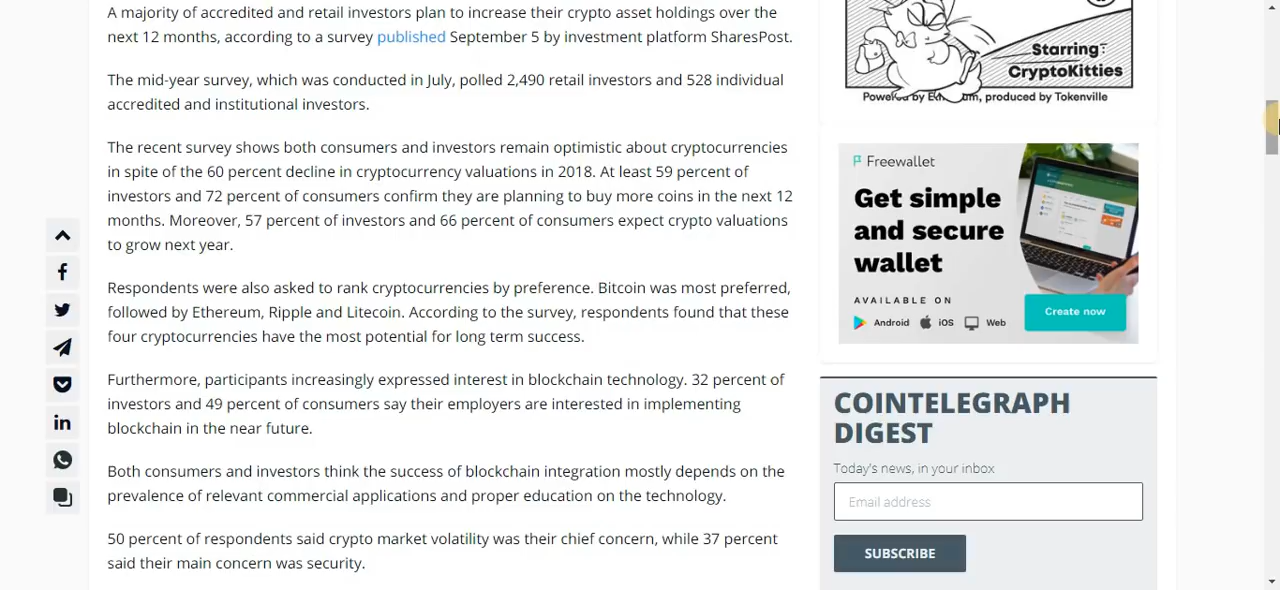 A majority of accredited and retail investors plan to increase their crypto asset holdings over the
next 12 months, according to a survey published September 5 by investment platform SharesPost.
The mid-year survey, which was conducted in July, polled 2,490 retail investors and 528 individual
accredited and institutional investors.
The recent survey shows both consumers and investors remain optimistic about cryptocurrencies
in spite of the 60 percent decline in cryptocurrency valuations in 2018. At least 59 percent of
investors and 72 percent of consumers confirm they are planning to buy more coins in the next 12
months. Moreover, 57 percent of investors and 66 percent of consumers expect crypto valuations
to grow next year.
Respondents were also asked to rank cryptocurrencies by preference. Bitcoin was most preferred,
followed by Ethereum, Ripple and Litecoin. According to the survey, respondents found that these
four cryptocurrencies have the most potential for long term success.
Furthermore, participants increasingly expressed interest in blockchain technology. 32 percent of
investors and 49 percent of consumers say their employers are interested in implementing
blockchain in the near future.
Both consumers and investors think the success of blockchain integration mostly depends on the
prevalence of relevant commercial applications and proper education on the technology.
50 percent of respondents said crypto market volatility was their chief concern, while 37 percent
said their main concern was security.
Starring:
CryptoKitties
Powered by Ethereum, produced by Tokenville
Freewallet
Get simple
and secure
wallet
AVAILABLE ON
Android iOS Web
Create now
COINTELEGRAPH
DIGEST
Today's news, in your inbox
Email address
SUBSCRIBE